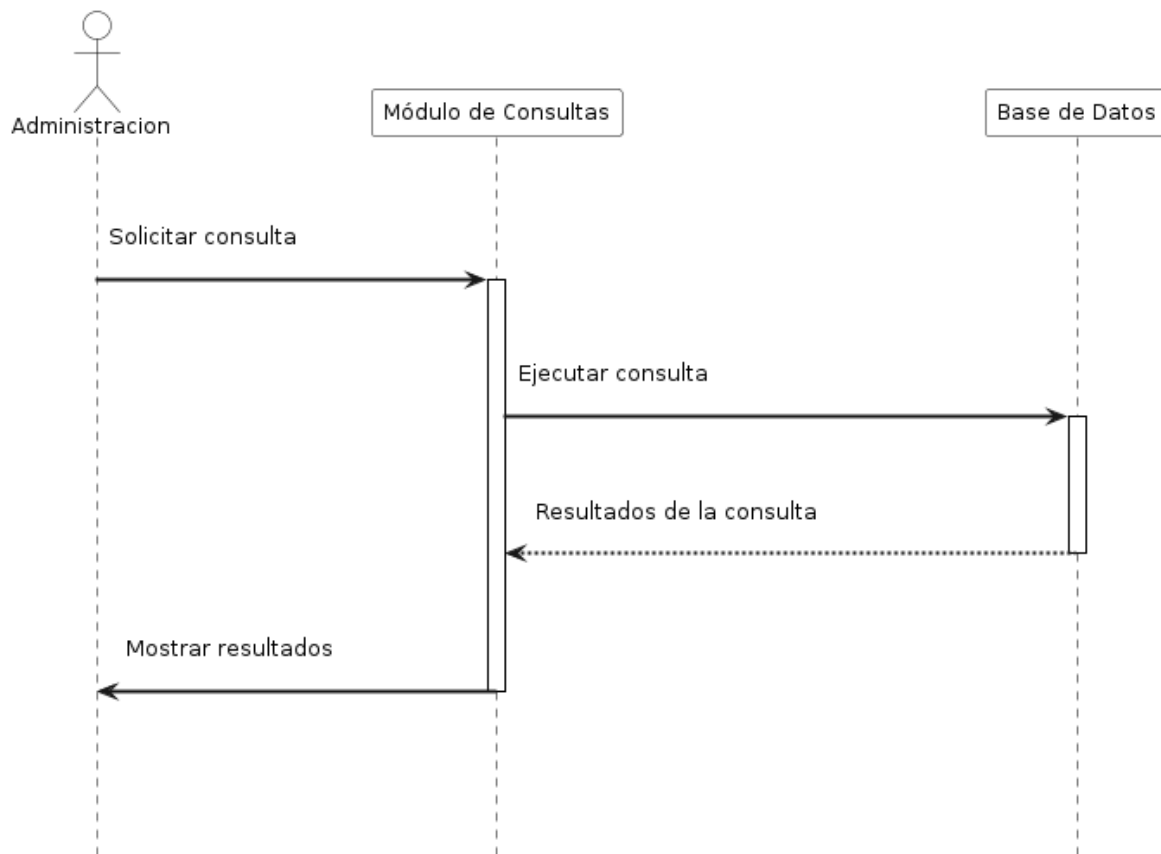 Administracion
Módulo de Consultas
Base de Datos
Solicitar consulta
Ejecutar consulta
Resultados de la consulta
Mostrar resultados